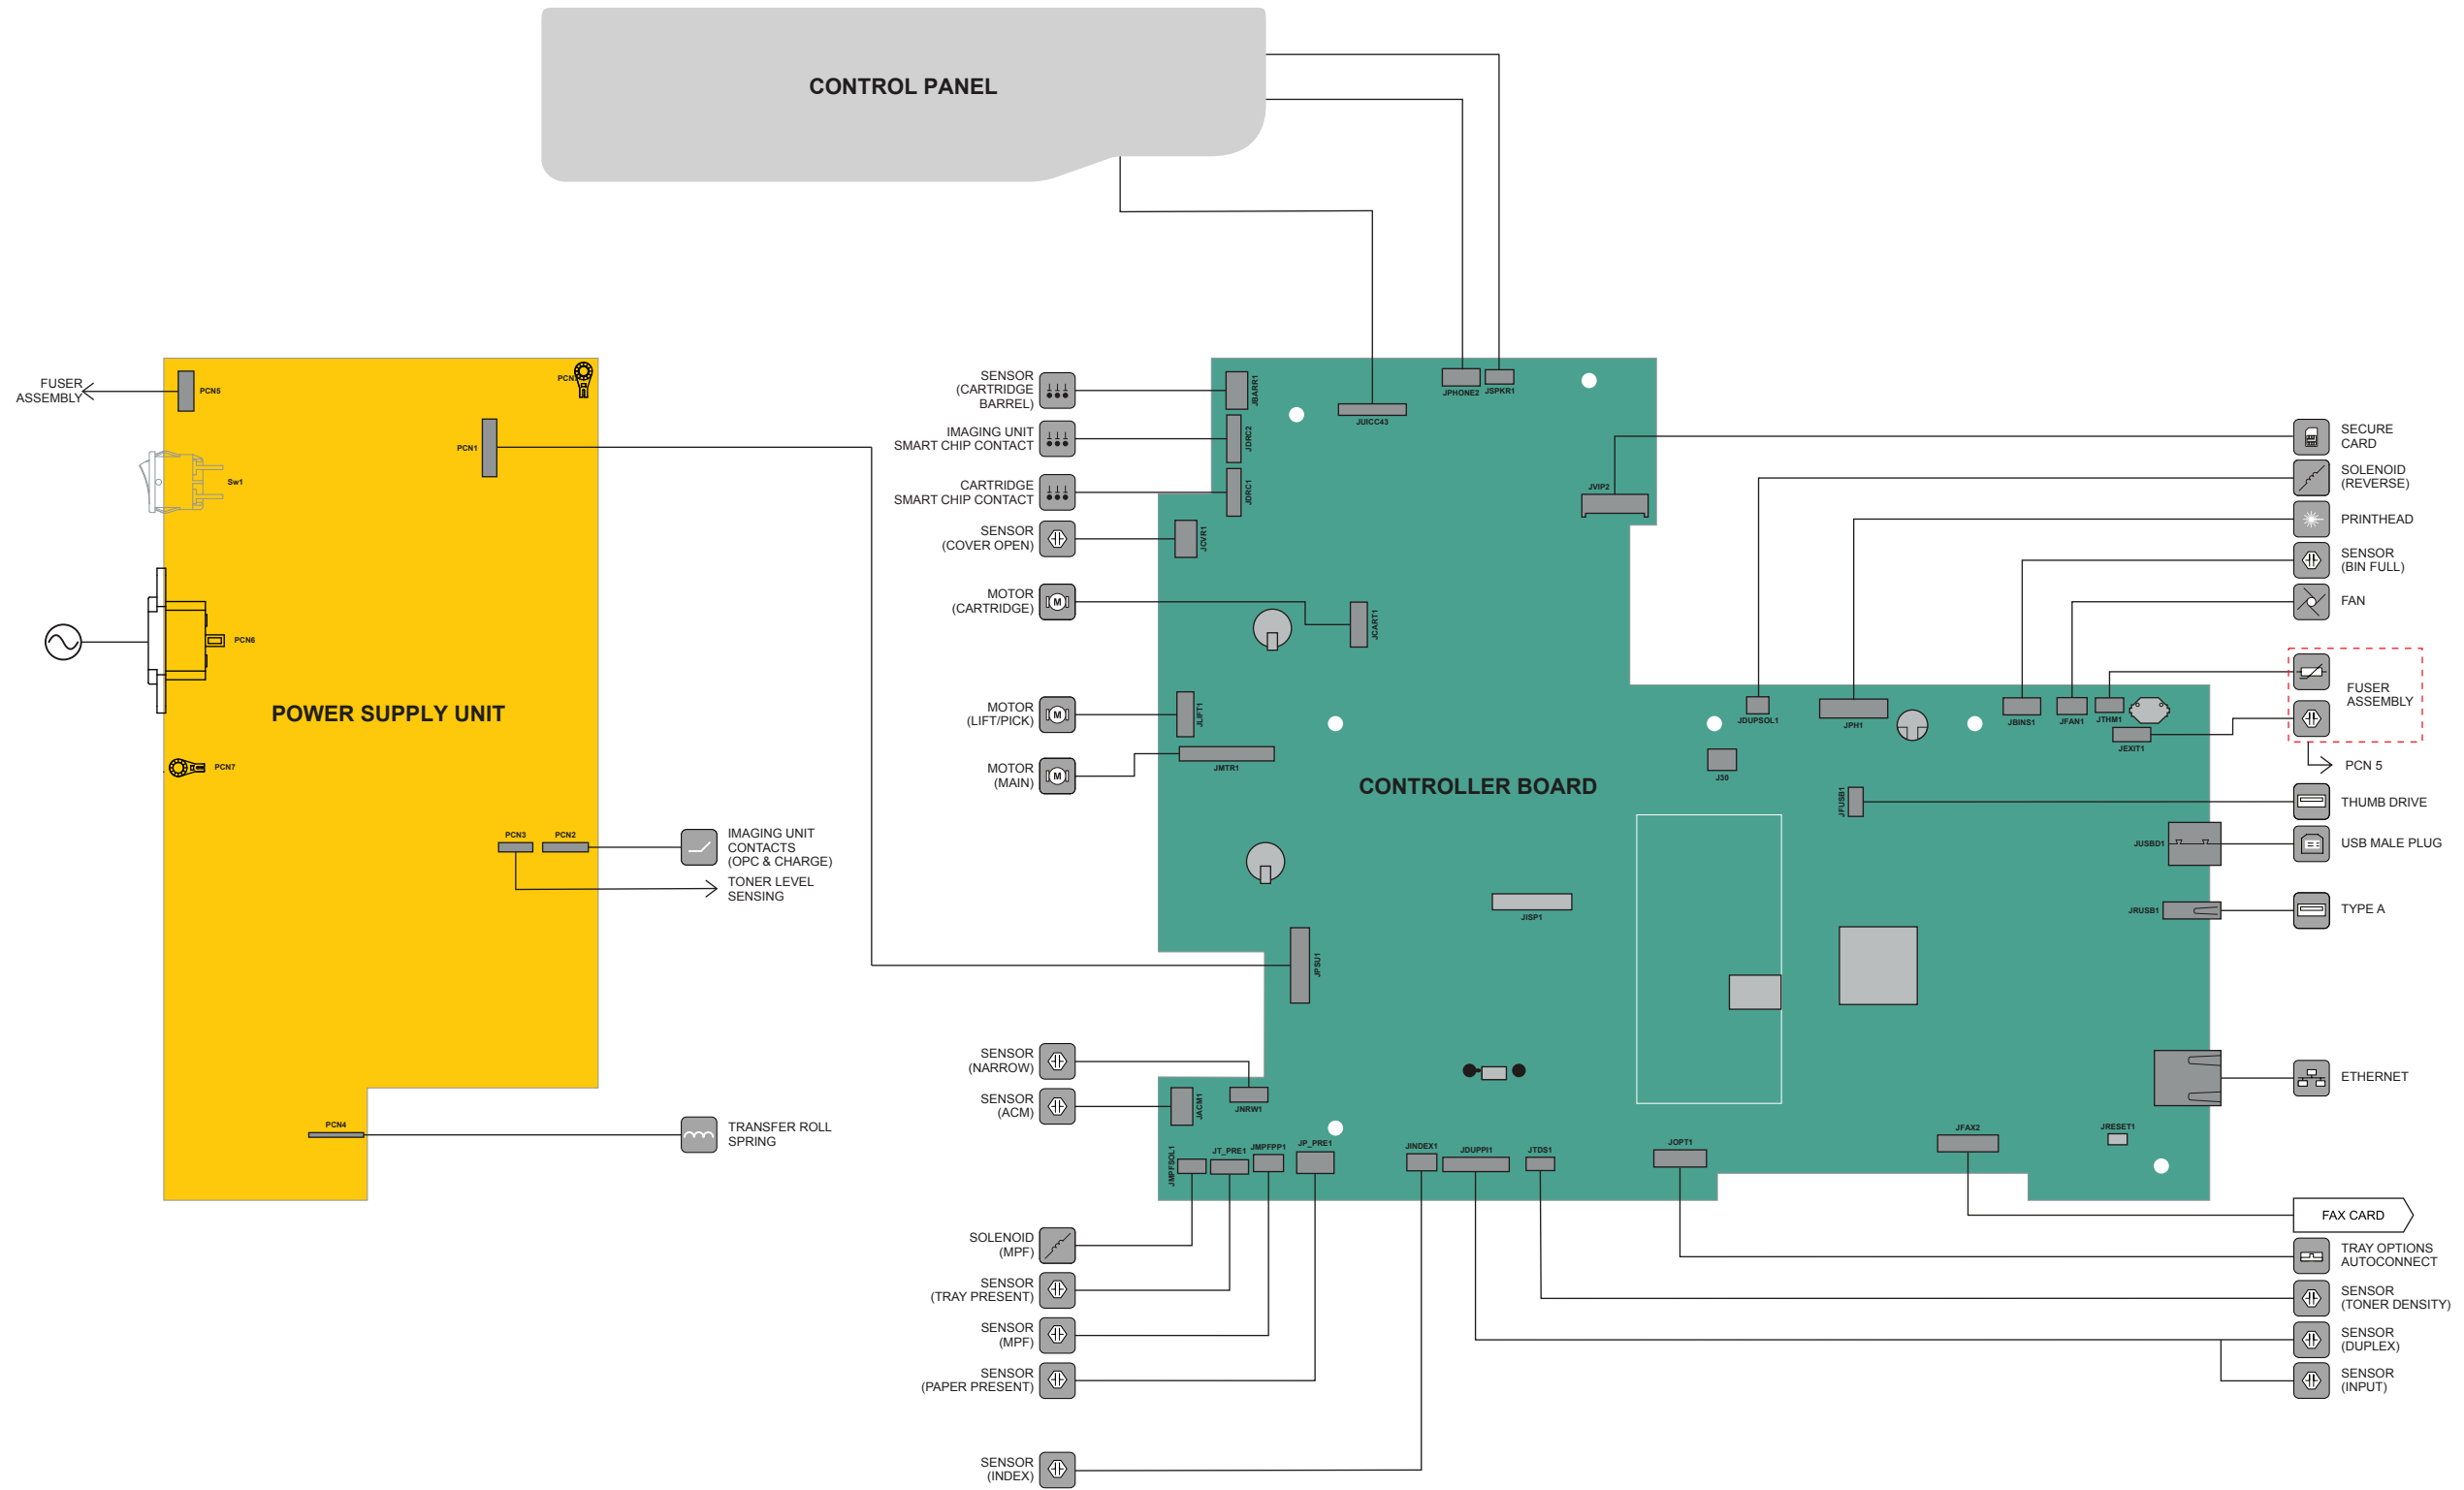 CONTROL PANEL
FUSER
ASSEMBLY
PCN5
PCN1
Sw1
PCN6
POWER SUPPLY UNIT
PCN7
PCN3
PCN2
IMAGING UNIT
CONTACTS
(OPC & CHARGE)
TONER LEVEL
SENSING
PCN4
TRANSFER ROLL
SPRING
SENSOR
(CARTRIDGE
BARREL)
IMAGING UNIT
SMART CHIP CONTACT
CARTRIDGE
SMART CHIP CONTACT
SENSOR
(COVER OPEN)
MOTOR
(CARTRIDGE)
MOTOR
(LIFT/PICK)
MOTOR
(MAIN)
SENSOR
(NARROW)
SENSOR
(ACM)
SOLENOID
(MPF)
SENSOR
(TRAY PRESENT)
SENSOR
(MPF)
SENSOR
(PAPER PRESENT)
SENSOR
(INDEX)
JBARR1
JDRC2
JDRC1
JCVR1
JUICC43
JPHONE2
JSPKR1
JVIP2
JCART1
JLIFT1
JMTR1
CONTROLLER BOARD
JDUPSOL1
JPH1
JBINS1
JFAN1
JTHM1
JEXIT1
J30
JFUSB1
JUSBD1
JRUSB1
JISP1
JPSU1
JACM1
JNRW1
JMPFSOL1
JT_PRE1
JMPFPP1
JP_PRE1
JINDEX1
JDUPPI1
JTDS1
JOPT1
JFAX2
JRESET1
SECURE
CARD
SOLENOID
(REVERSE)
PRINTHEAD
SENSOR
(BIN FULL)
FAN
FUSER
ASSEMBLY
PCN 5
THUMB DRIVE
USB MALE PLUG
TYPE A
ETHERNET
FAX CARD
TRAY OPTIONS
AUTOCONNECT
SENSOR
(TONER DENSITY)
SENSOR
(DUPLEX)
SENSOR
(INPUT)
M
M
M